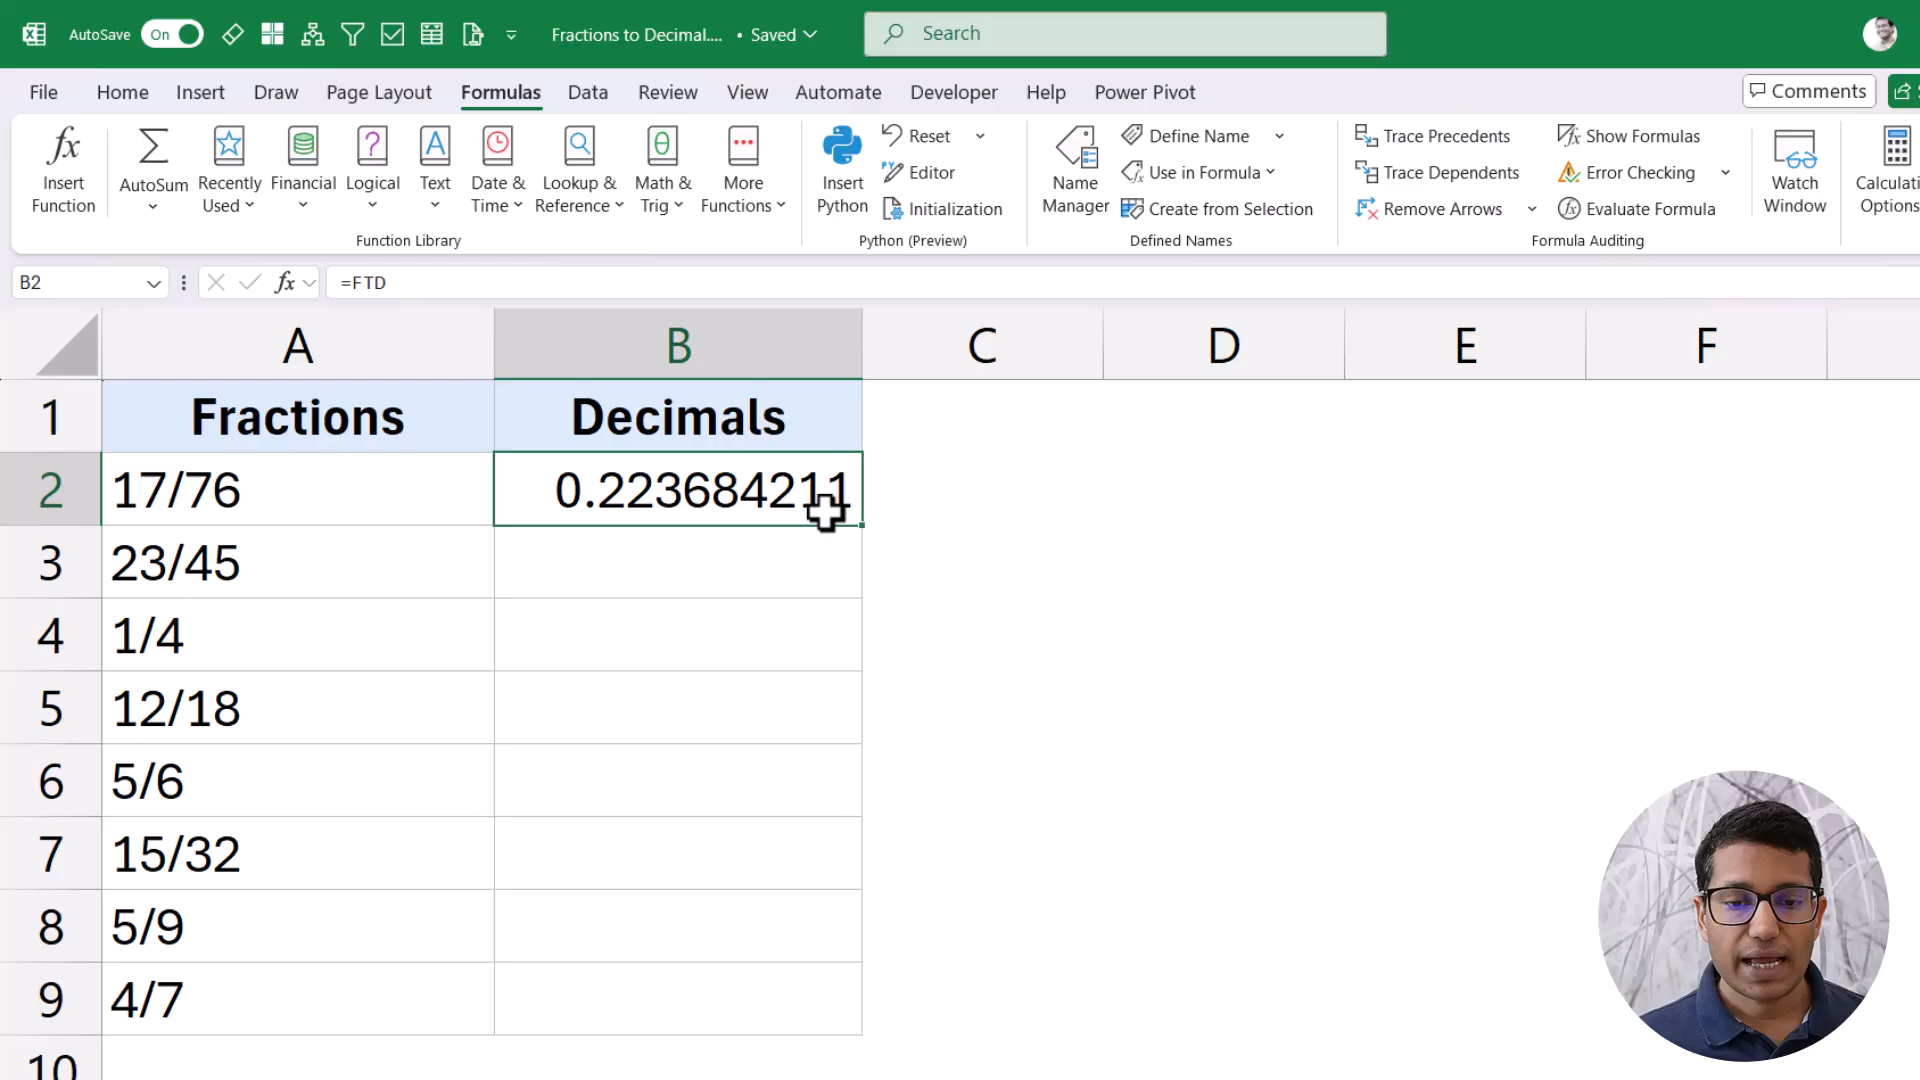 AutoSave On Fractions to Decimal.... • Saved Search
File Home Insert Draw Page Layout Formulas Data Review View Automate Developer Help Power Pivot Comments
Insert Function
AutoSum
Recently Used
Financial
Logical
Text
Date & Time
Lookup & Reference
Math & Trig
More Functions
Function Library
Insert Python
Reset
Editor
Initialization
Python (Preview)
Name Manager
Define Name
Use in Formula
Create from Selection
Defined Names
Trace Precedents
Trace Dependents
Remove Arrows
Show Formulas
Error Checking
Evaluate Formula
Formula Auditing
Watch Window
Calculati
Options
B2 fx =FTD
A B C D E F
1 Fractions Decimals
2 17/76 0.223684211
3 23/45
4 1/4
5 12/18
6 5/6
7 15/32
8 5/9
9 4/7
10